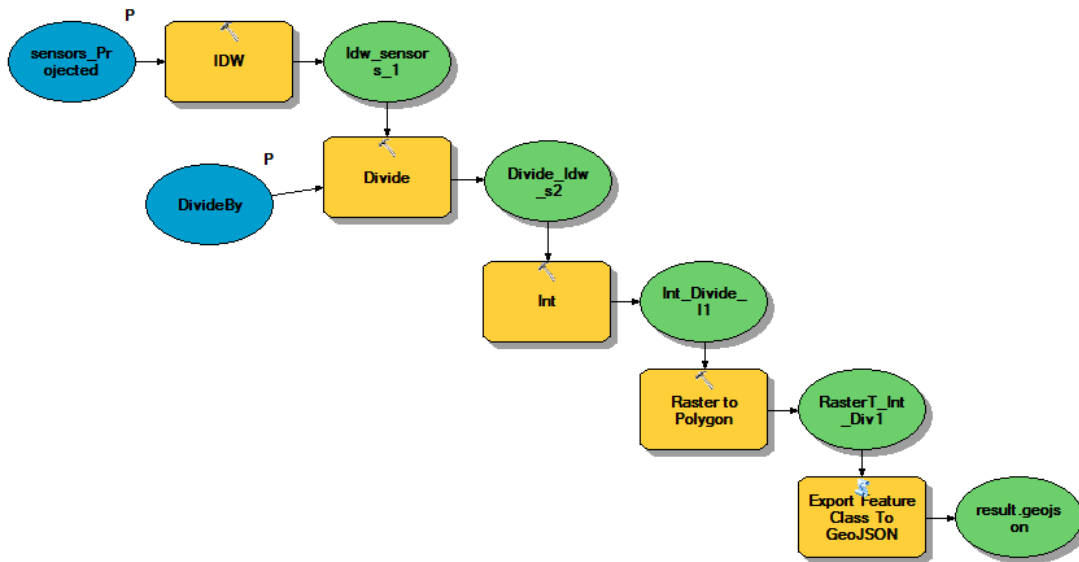 P
sensors_Pr
ojected
IDW
Idw_sensor
s_1
P
DivideBy
Divide
Divide_Idw
_s2
Int
Int_Divide_
I1
Raster to
Polygon
RasterT_Int
_Div1
Export Feature
Class To
GeoJSON
result.geojs
on